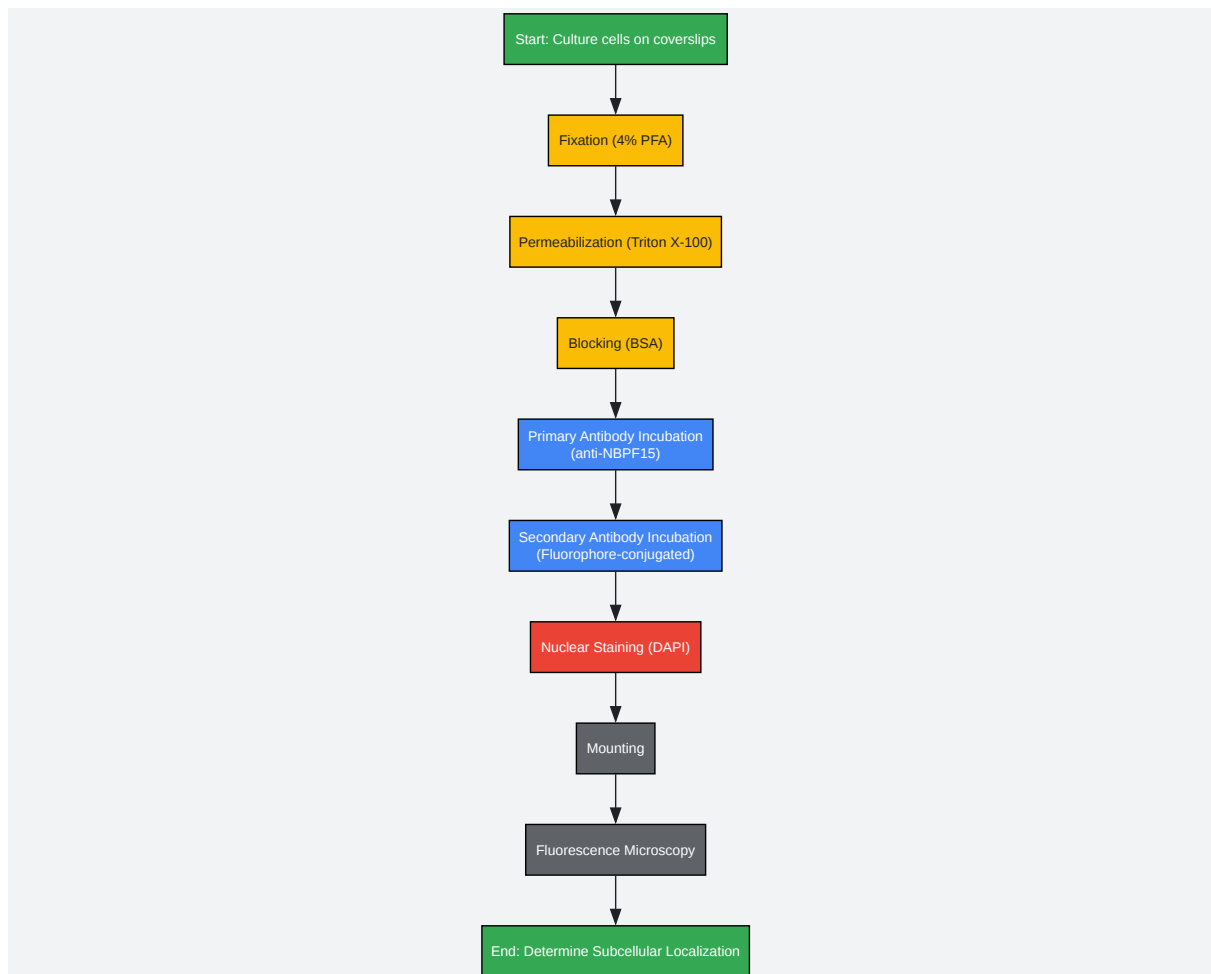 Start: Culture cells on coverslips
Fixation (4% PFA)
Permeabilization (Triton X-100)
Blocking (BSA)
Primary Antibody Incubation
(anti-NBPF15)
Secondary Antibody Incubation
(Fluorophore-conjugated)
Nuclear Staining (DAPI)
Mounting
Fluorescence Microscopy
End: Determine Subcellular Localization